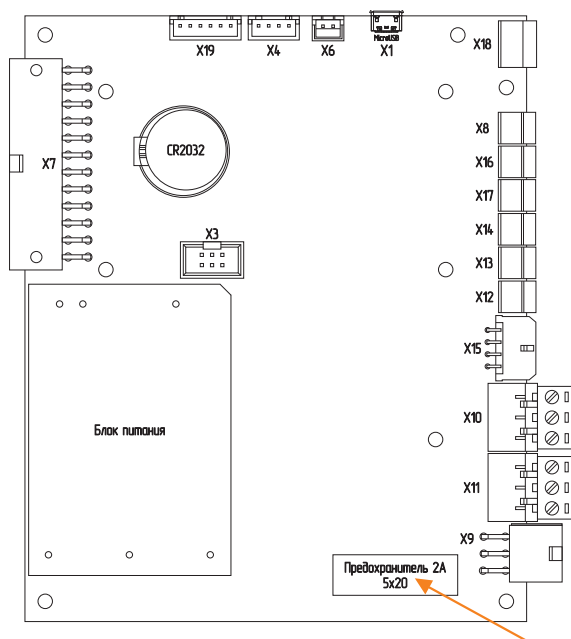 X19
X4
X6
X1
MicroUSB
X18
X7
CR2032
X8
X16
X17
X14
X3
X13
X12
X15
X10
Блок питания
X11
X9
Предохранитель 2А
5x20